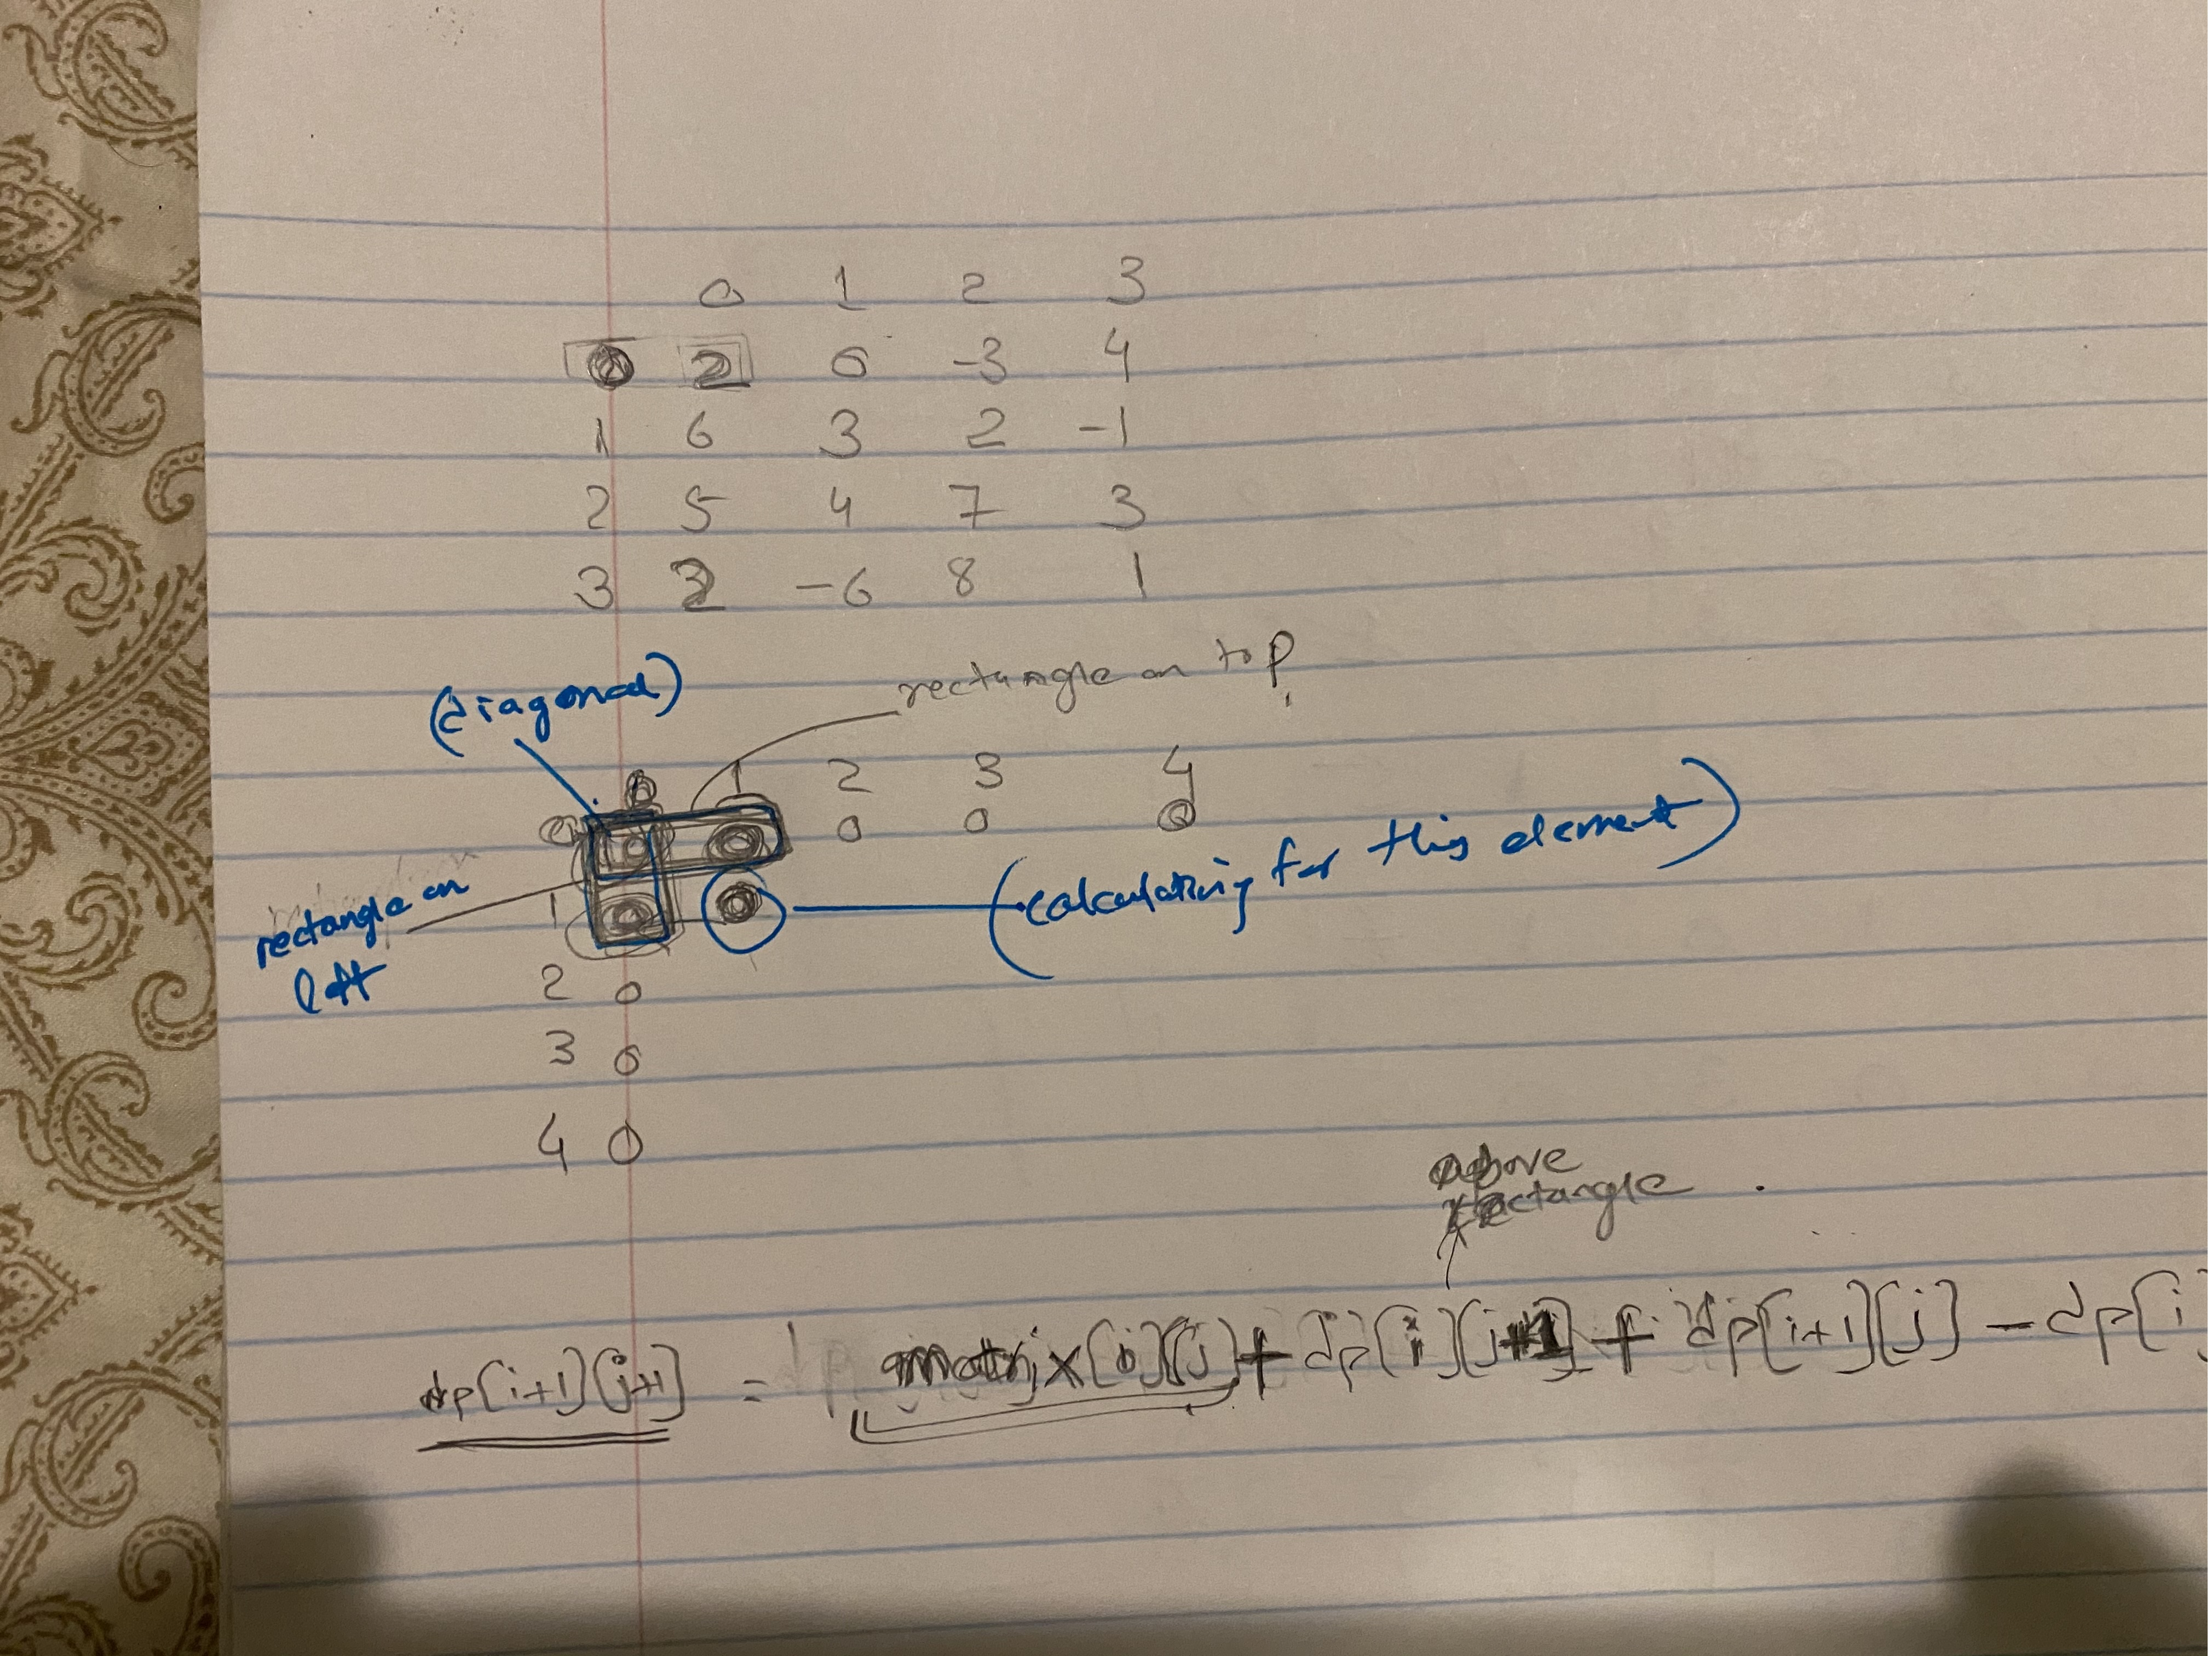 0 1 2 3
0 2 0 -3 4
1 6 3 2 -1
2 5 4 7 3
3 2 -6 8 1
rectangle on top
(diagonal)
0 1 2 3 4
0 0 0 0 0 0
(calculating for this element)
rectangle on
left
1 0
2 0
3 0
4 0
above
rectangle
dp[i+1][j+1] = matrix[i][j] + dp[i][j+1] + dp[i+1][j] - dp[i]